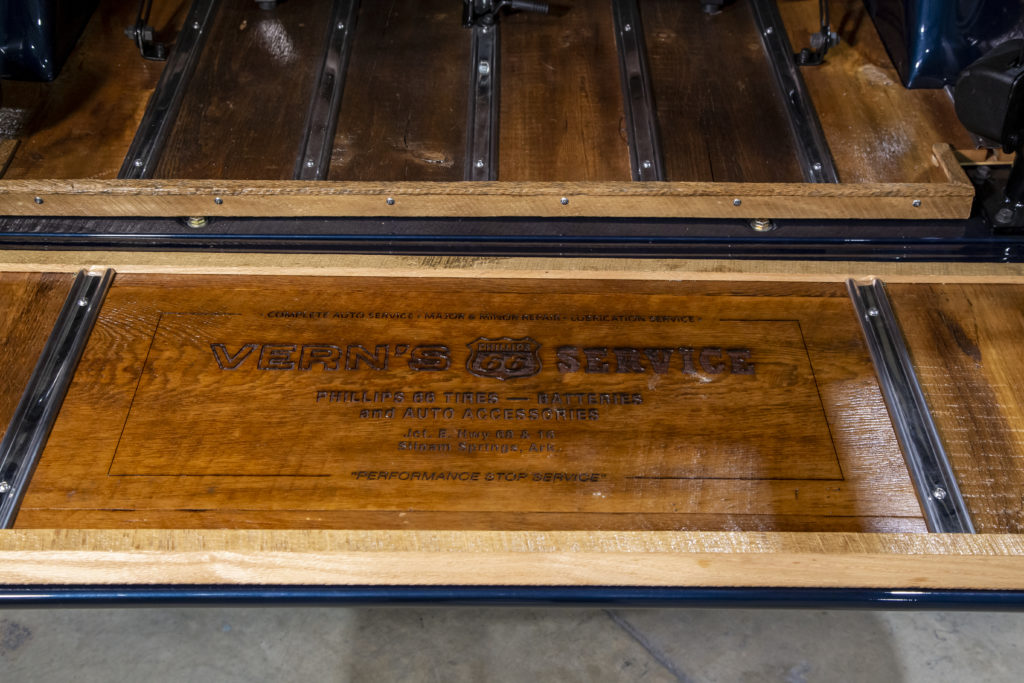 COMPLETE AUTO SERVICE · MAJOR & MINOR REPAIR · LUBRICATION SERVICE
VERN'S PHILLIPS 66 SERVICE
PHILLIPS 66 TIRES — BATTERIES
and AUTO ACCESSORIES
Jct. E. Hwy 68 &
Siloam Springs, Ark.
"PERFORMANCE STOP SERVICE"